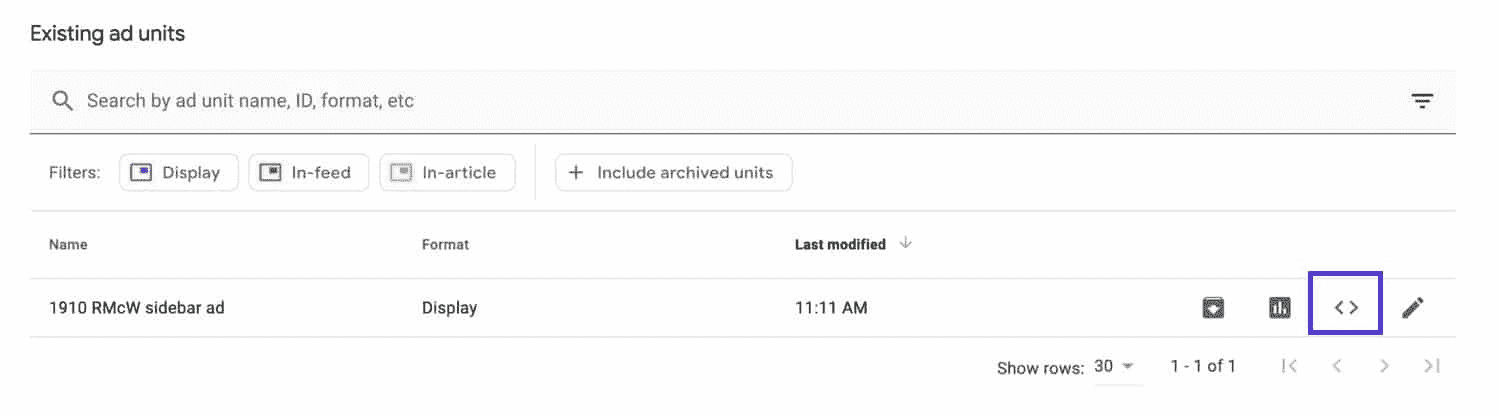 Existing ad units
Search by ad unit name, ID, format, etc
Filters: Display In-feed In-article + Include archived units
Name Format Last modified
1910 RMcW sidebar ad Display 11:11 AM
Show rows: 30 1 - 1 of 1